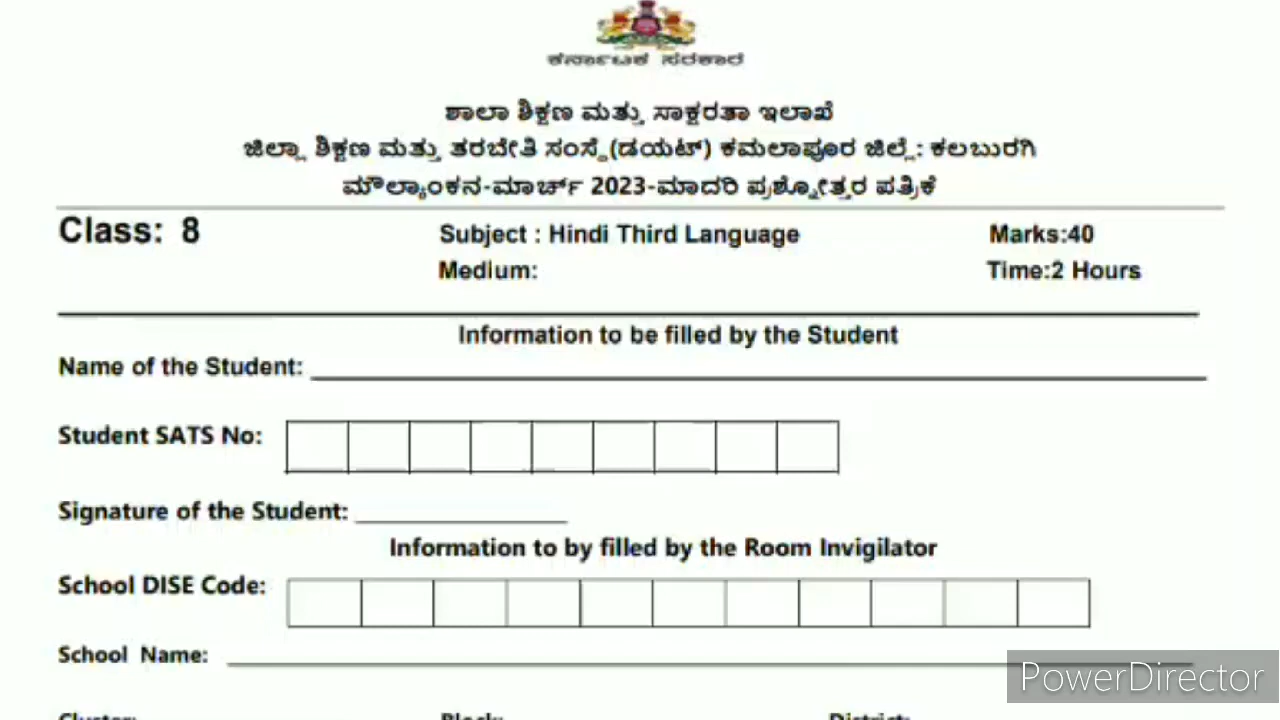 ಕರ್ನಾಟಕ ಸರಕಾರ
ಶಾಲಾ ಶಿಕ್ಷಣ ಮತ್ತು ಸಾಕ್ಷರತಾ ಇಲಾಖೆ
ಜಿಲ್ಲಾ ಶಿಕ್ಷಣ ಮತ್ತು ತರಬೇತಿ ಸಂಸ್ಥೆ(ಡಯಟ್) ಕಮಲಾಪೂರ ಜಿಲ್ಲೆ: ಕಲಬುರಗಿ
ಮೌಲ್ಯಾಂಕನ-ಮಾರ್ಚ್ 2023-ಮಾದರಿ ಪ್ರಶ್ನೋತ್ತರ ಪತ್ರಿಕೆ
Class: 8 Subject : Hindi Third Language Marks:40
Medium: Time:2 Hours
Information to be filled by the Student
Name of the Student:
Student SATS No:
Signature of the Student:
Information to by filled by the Room Invigilator
School DISE Code:
School Name:
PowerDirector
Cluster: Block: District: